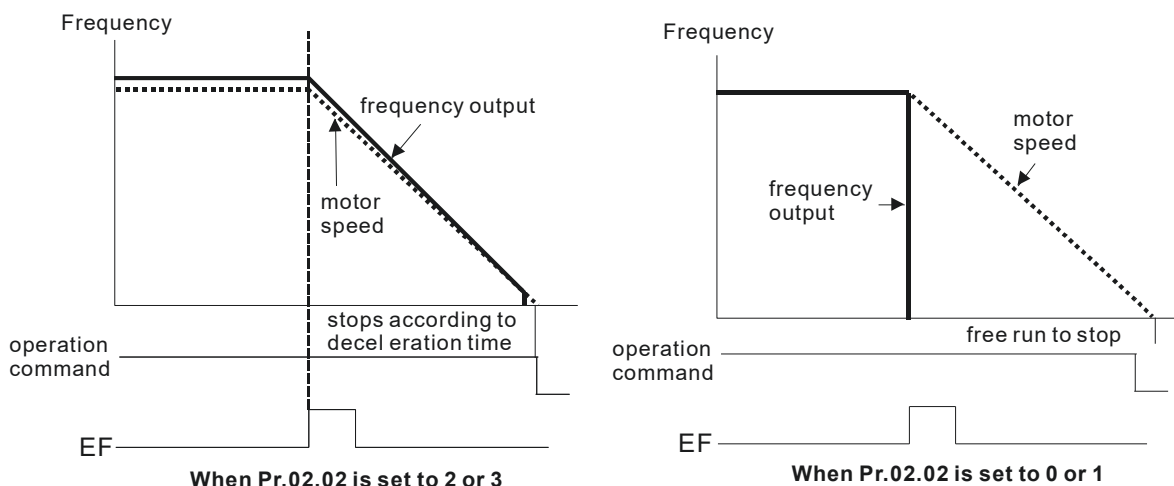 Frequency
frequency output
motor
speed
stops according to
decel eration time
operation
command
EF
When Pr.02.02 is set to 2 or 3
Frequency
motor
speed
frequency
output
free run to stop
operation
command
EF
When Pr.02.02 is set to 0 or 1